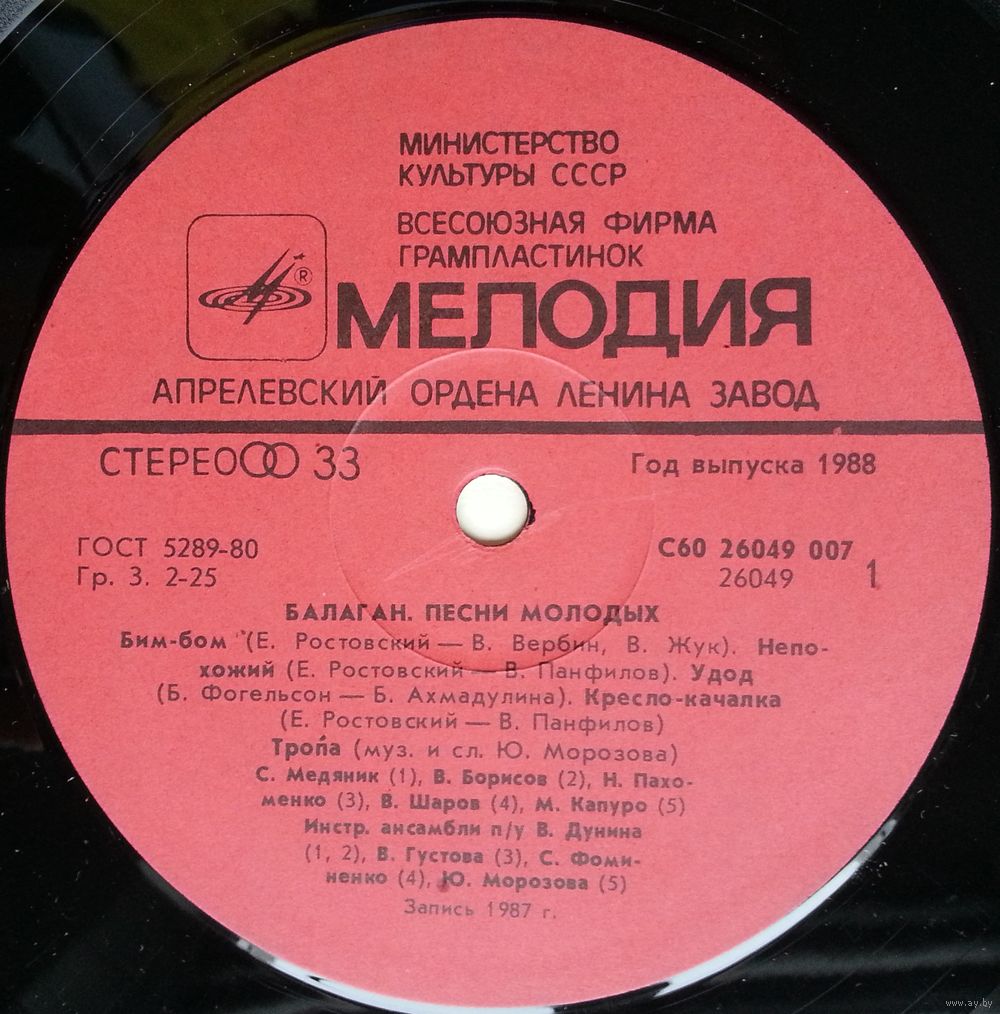 МИНИСТЕРСТВО
КУЛЬТУРЫ СССР
ВСЕСОЮЗНАЯ ФИРМА
ГРАМПЛАСТИНОК
®
МЕЛОДИЯ
АПРЕЛЕВСКИЙ ОРДЕНА ЛЕНИНА ЗАВОД
СТЕРЕО 33
Год выпуска 1988
ГОСТ 5289-80
Гр. 3. 2-25
С60 26049 007
26049
1
БАЛАГАН. ПЕСНИ МОЛОДЫХ
Бим-бом (Е. Ростовский — В. Вербин, В. Жук). Непо-
хожий (Е. Ростовский — В. Панфилов). Удод
(Б. Фогельсон — Б. Ахмадулина). Кресло-качалка
(Е. Ростовский — В. Панфилов)
Тропа (муз. и сл. Ю. Морозова)
С. Медяник (1), В. Борисов (2), Н. Пахо-
менко (3), В. Шаров (4), М. Капуро (5)
Инстр. ансамбли п/у В. Дунина
(1, 2), В. Густова (3), С. Фоми-
ненко (4), Ю. Морозова (5)
Запись 1987 г.
www.ay.by